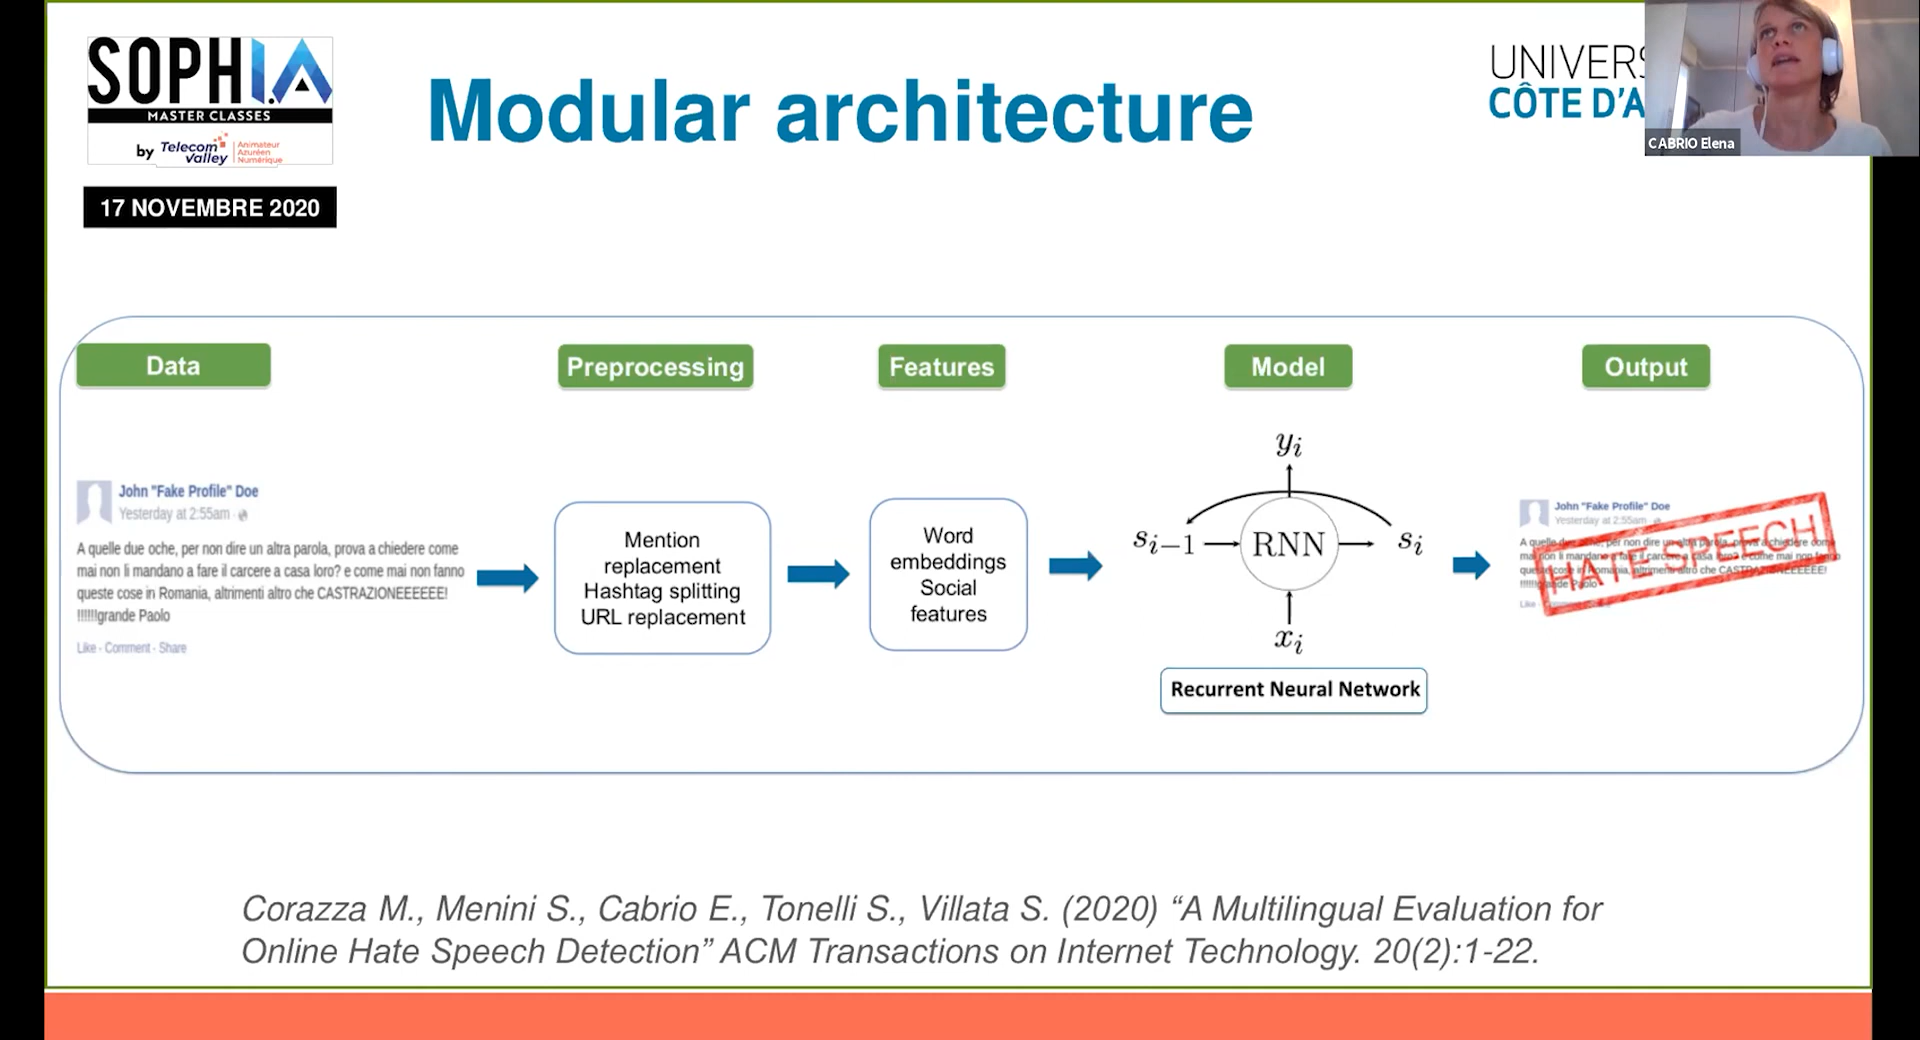 SOPHI.A
MASTER CLASSES
by Telecom Valley
Animateur
Azuréen
Numérique
17 NOVEMBRE 2020
Modular architecture
UNIVERS
CÔTE D'A
CABRIO Elena
Data
Preprocessing
Features
Model
Output
John "Fake Profile" Doe
Yesterday at 2:55am
A quelle due oche, per non dire un altra parola, prova a chiedere come
mai non li mandano a fare il carcere a casa loro? e come mai non fanno
queste cose in Romania, altrimenti altro che CASTRAZIONEEEEEE!
!!!!!!grande Paolo
Like · Comment · Share
Mention
replacement
Hashtag splitting
URL replacement
Word
embeddings
Social
features
yᵢ
sᵢ₋₁
RNN
sᵢ
xᵢ
Recurrent Neural Network
John "Fake Profile" Doe
Yesterday at 2:55am
HATE SPEECH
Corazza M., Menini S., Cabrio E., Tonelli S., Villata S. (2020) “A Multilingual Evaluation for
Online Hate Speech Detection” ACM Transactions on Internet Technology. 20(2):1-22.